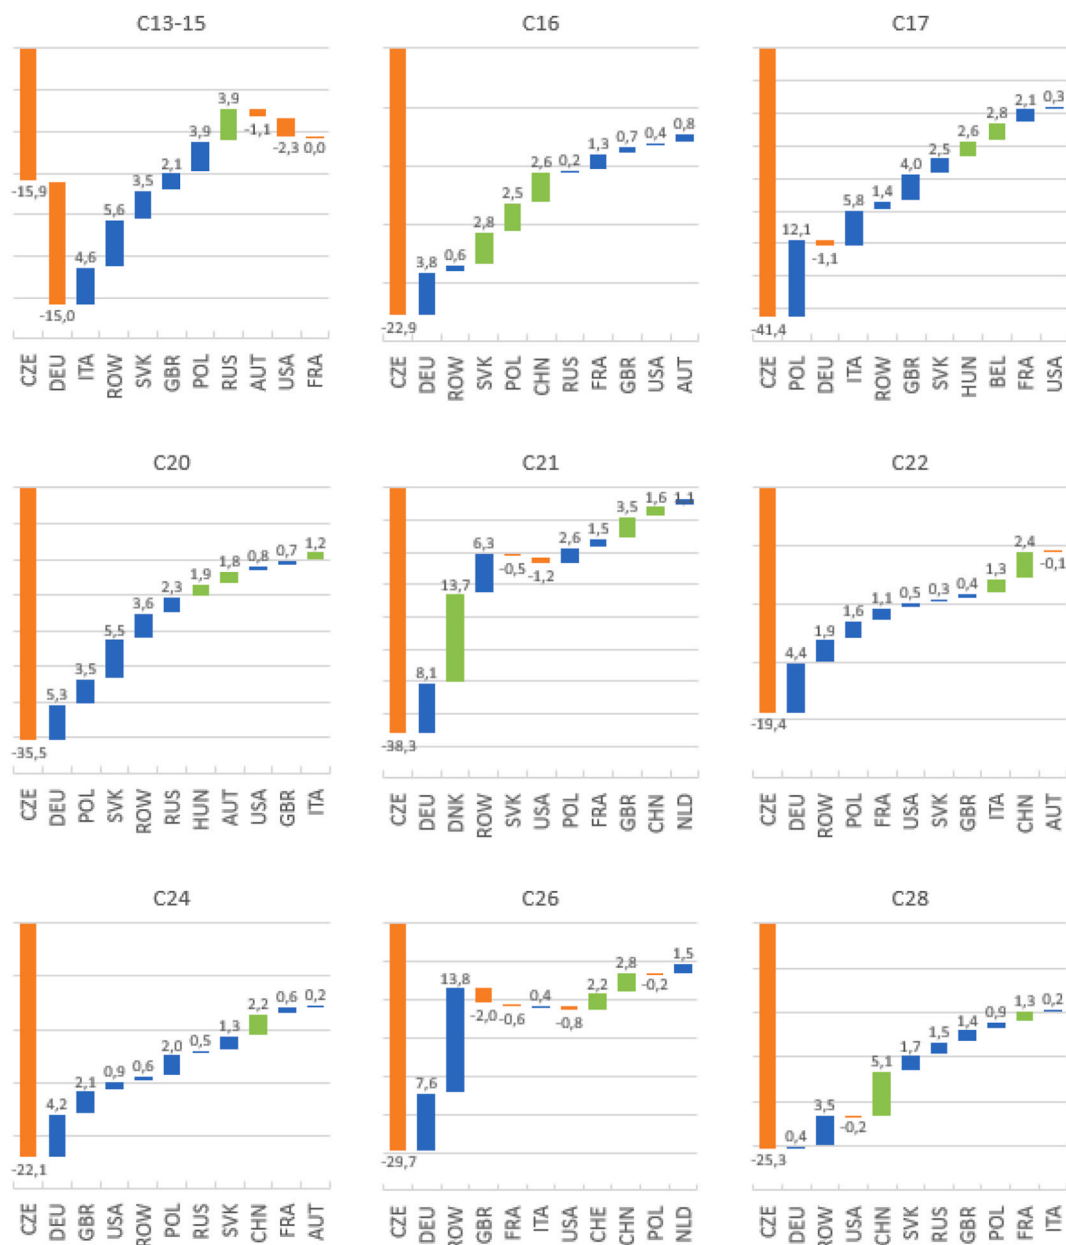 C13-15
-15,9
-15,0
4,6
5,6
3,5
2,1
3,9
3,9
-1,1
-2,3
0,0
CZE
DEU
ITA
ROW
SVK
GBR
POL
RUS
AUT
USA
FRA
C16
-22,9
3,8
0,6
2,8
2,5
2,6
0,2
1,3
0,7
0,4
0,8
CZE
DEU
ROW
SVK
POL
CHN
RUS
FRA
GBR
USA
AUT
C17
-41,4
12,1
-1,1
5,8
1,4
4,0
2,5
2,6
2,8
2,1
0,3
CZE
POL
DEU
ITA
ROW
GBR
SVK
HUN
BEL
FRA
USA
C20
-35,5
5,3
3,5
5,5
3,6
2,3
1,9
1,8
0,8
0,7
1,2
CZE
DEU
POL
SVK
ROW
RUS
HUN
AUT
USA
GBR
ITA
C21
-38,3
8,1
13,7
6,3
-0,5
-1,2
2,6
1,5
3,5
1,6
1,1
CZE
DEU
DNK
ROW
SVK
USA
POL
FRA
GBR
CHN
NLD
C22
-19,4
4,4
1,9
1,6
1,1
0,5
0,3
0,4
1,3
2,4
-0,1
CZE
DEU
ROW
POL
FRA
USA
SVK
GBR
ITA
CHN
AUT
C24
-22,1
4,2
2,1
0,9
0,6
2,0
0,5
1,3
2,2
0,6
0,2
CZE
DEU
GBR
USA
ROW
POL
RUS
SVK
CHN
FRA
AUT
C26
-29,7
7,6
13,8
-2,0
-0,6
0,4
-0,8
2,2
2,8
-0,2
1,5
CZE
DEU
ROW
GBR
FRA
ITA
USA
CHE
CHN
POL
NLD
C28
-25,3
0,4
3,5
-0,2
5,1
1,7
1,5
1,4
0,9
1,3
0,2
CZE
DEU
ROW
USA
CHN
SVK
RUS
GBR
POL
FRA
ITA